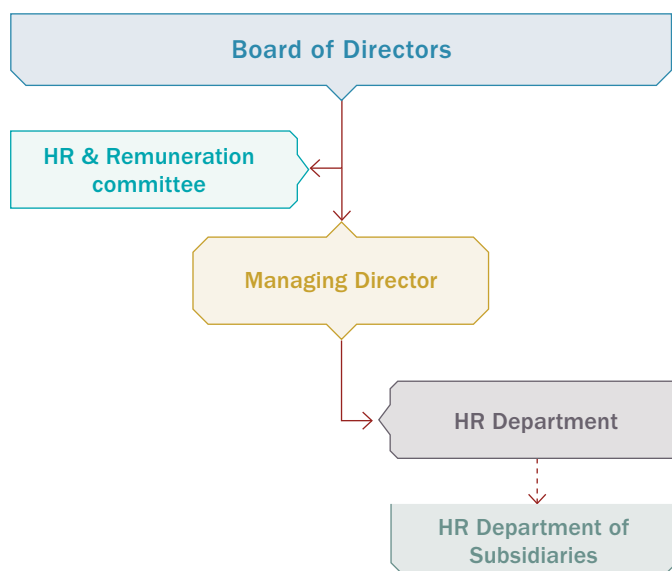 Board of Directors
HR & Remuneration
committee
Managing Director
HR Department
HR Department of
Subsidiaries